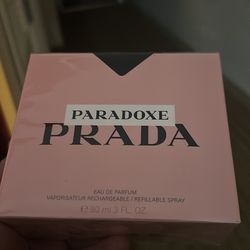 PARADOXE
PRADA
EAU DE PARFUM
VAPORISATEUR RECHARGEABLE / REFILLABLE SPRAY
℮ 90 ml 3 FL. OZ.